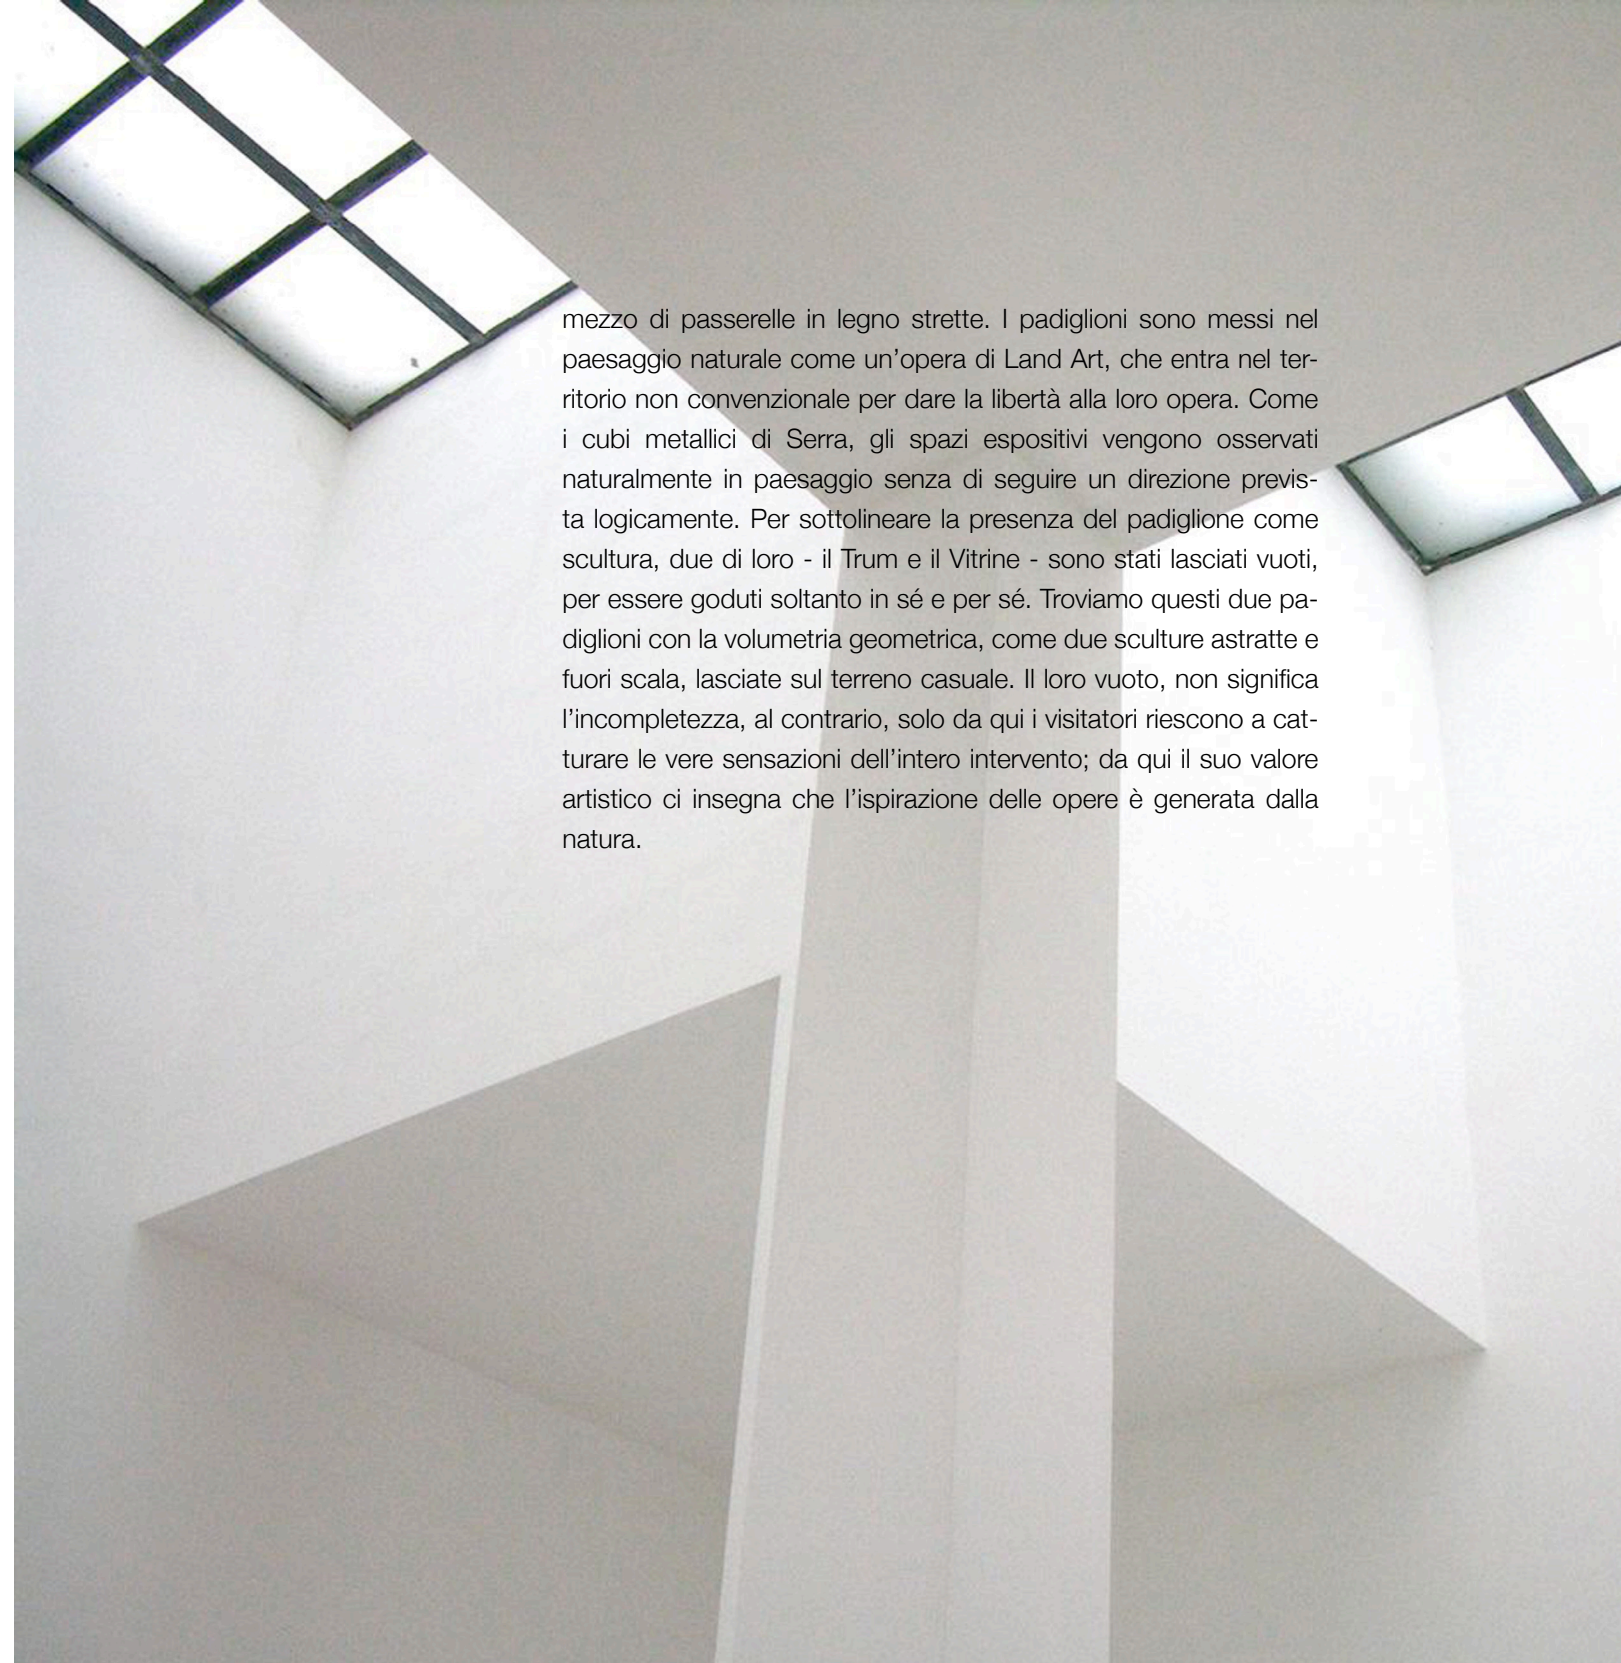 mezzo di passerelle in legno strette. I padiglioni sono messi nel
paesaggio naturale come un’opera di Land Art, che entra nel ter-
ritorio non convenzionale per dare la libertà alla loro opera. Come
i cubi metallici di Serra, gli spazi espositivi vengono osservati
naturalmente in paesaggio senza di seguire un direzione previs-
ta logicamente. Per sottolineare la presenza del padiglione come
scultura, due di loro - il Trum e il Vitrine - sono stati lasciati vuoti,
per essere goduti soltanto in sé e per sé. Troviamo questi due pa-
diglioni con la volumetria geometrica, come due sculture astratte e
fuori scala, lasciate sul terreno casuale. Il loro vuoto, non significa
l’incompletezza, al contrario, solo da qui i visitatori riescono a cat-
turare le vere sensazioni dell’intero intervento; da qui il suo valore
artistico ci insegna che l’ispirazione delle opere è generata dalla
natura.